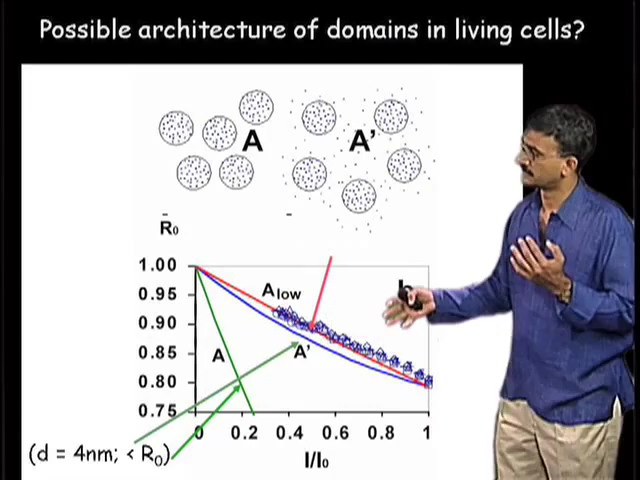 Possible architecture of domains in living cells?
A
A'
R₀
1.00
0.95
0.90
0.85
0.80
0.75
A low
A
A'
0
0.2
0.4
0.6
0.8
1
I/I₀
(d = 4nm; < R₀)